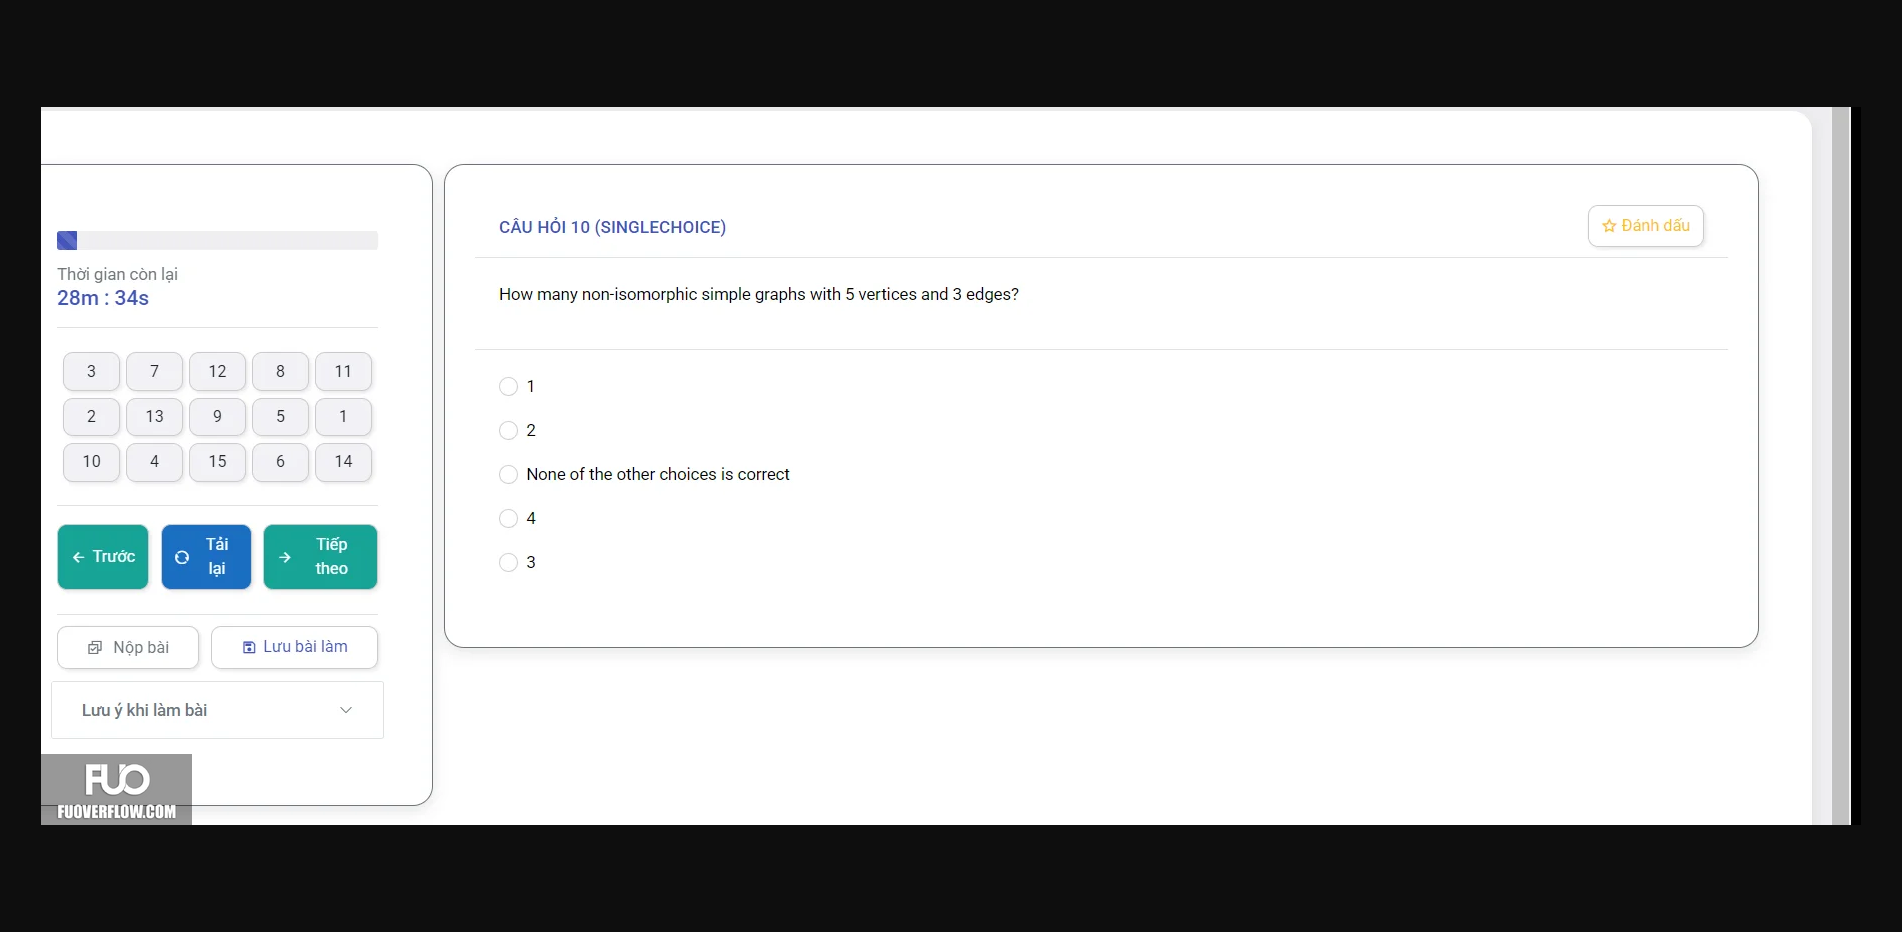 Thời gian còn lại
28m : 34s
3 7 12 8 11
2 13 9 5 1
10 4 15 6 14
Trước
Tải lại
Tiếp theo
Nộp bài
Lưu bài làm
Lưu ý khi làm bài
FUO
FUOVERFLOW.COM
CÂU HỎI 10 (SINGLECHOICE)
Đánh dấu
How many non-isomorphic simple graphs with 5 vertices and 3 edges?
1
2
None of the other choices is correct
4
3